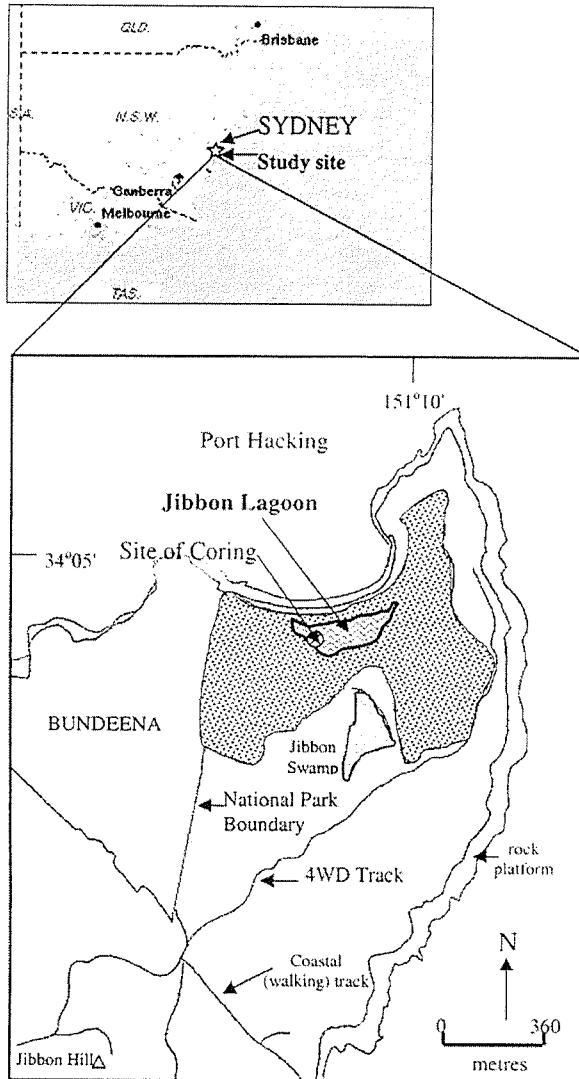 QLD.
Brisbane
S.A.
N.S.W.
SYDNEY
Study site
Canberra
VIC.
Melbourne
TAS.
151°10'
Port Hacking
Jibbon Lagoon
34°05'
Site of Coring
BUNDEENA
Jibbon
Swamp
National Park
Boundary
rock
platform
4WD Track
N
Coastal
(walking) track
0 360
Jibbon Hill
metres